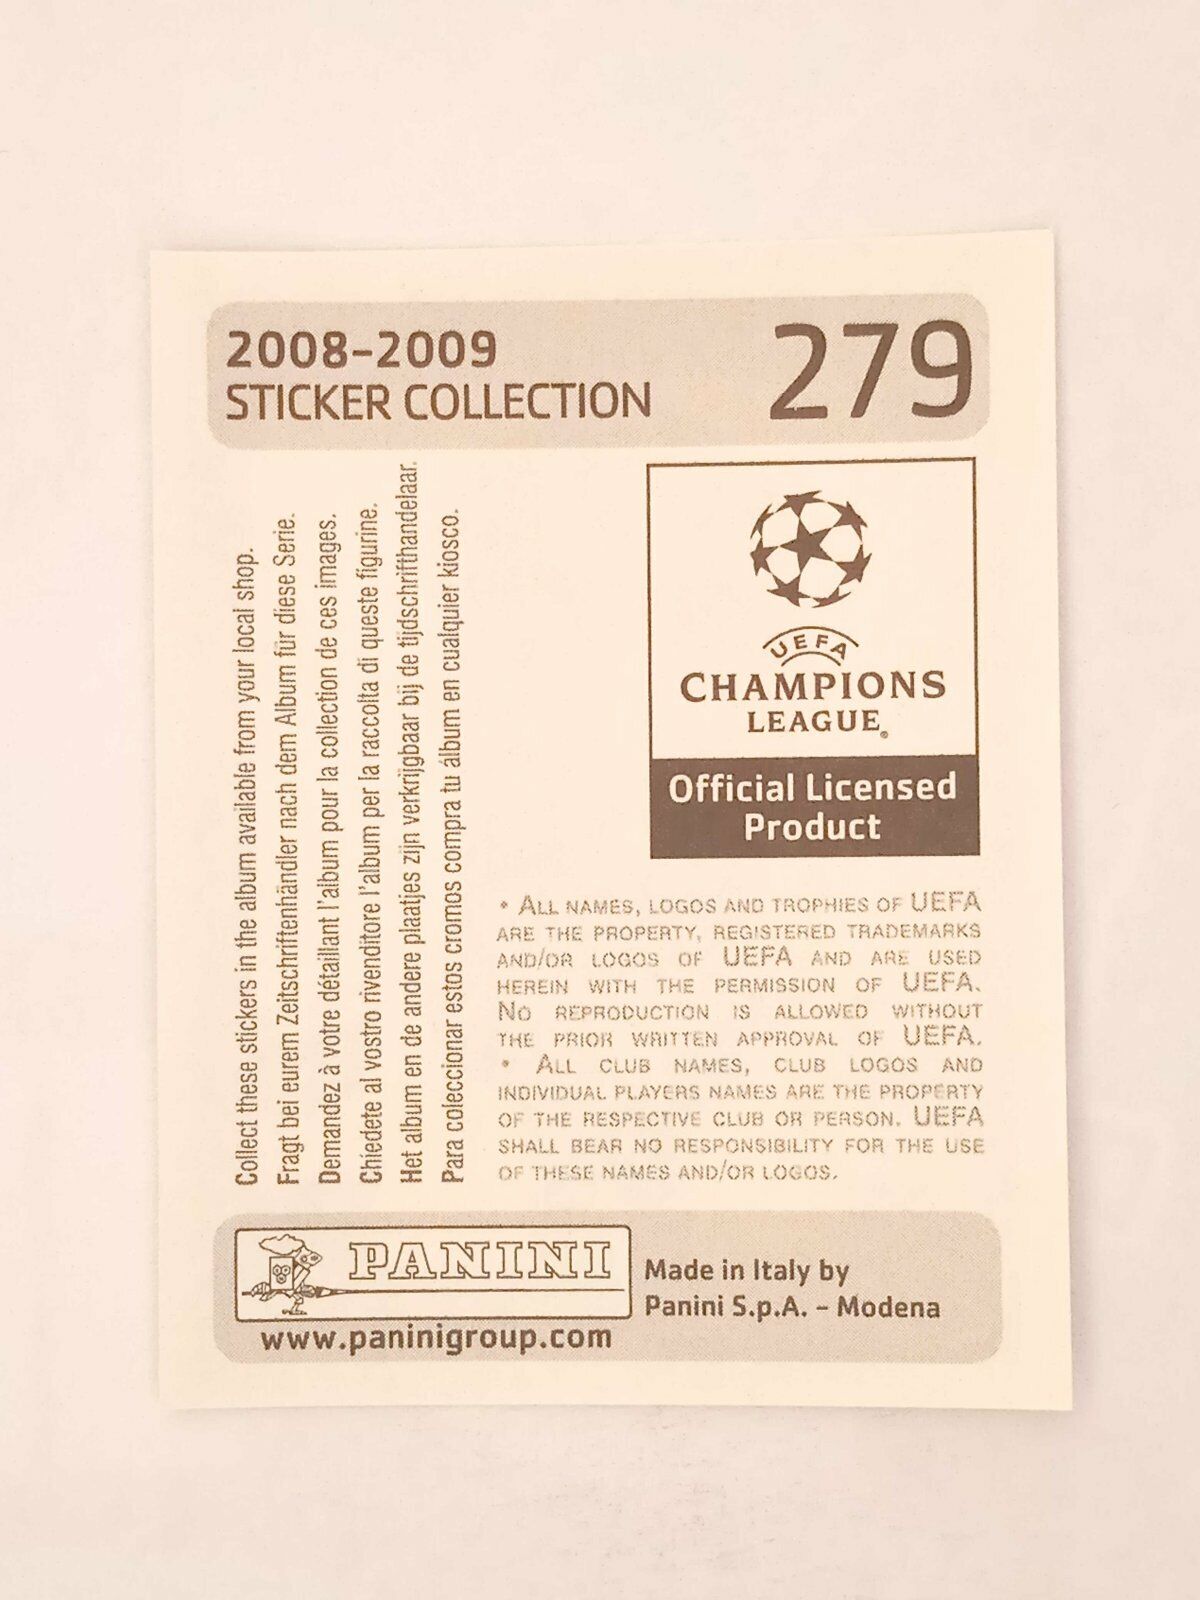 2008-2009
STICKER COLLECTION
279
Collect these stickers in the album available from your local shop.
Fragt bei eurem Zeitschriftenhändler nach dem Album für diese Serie.
Demandez à votre détaillant l'album pour la collection de ces images.
Chiedete al vostro rivenditore l'album per la raccolta di queste figurine.
Het album en de andere plaatjes zijn verkrijgbaar bij de tijdschrifthandelaar.
Para coleccionar estos cromos compra tu álbum en cualquier kiosco.
UEFA
CHAMPIONS
LEAGUE®
Official Licensed
Product
• ALL NAMES, LOGOS AND TROPHIES OF UEFA
ARE THE PROPERTY, REGISTERED TRADEMARKS
AND/OR LOGOS OF UEFA AND ARE USED
HEREIN WITH THE PERMISSION OF UEFA.
NO REPRODUCTION IS ALLOWED WITHOUT
THE PRIOR WRITTEN APPROVAL OF UEFA.
• ALL CLUB NAMES, CLUB LOGOS AND
INDIVIDUAL PLAYERS NAMES ARE THE PROPERTY
OF THE RESPECTIVE CLUB OR PERSON. UEFA
SHALL BEAR NO RESPONSIBILITY FOR THE USE
OF THESE NAMES AND/OR LOGOS.
PANINI
www.paninigroup.com
Made in Italy by
Panini S.p.A. – Modena